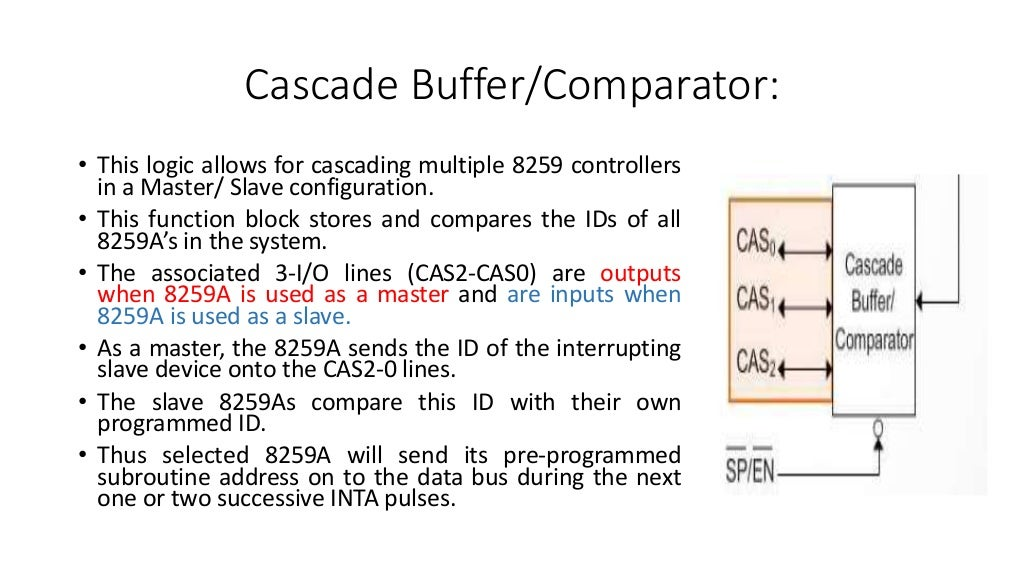 Cascade Buffer/Comparator:
• This logic allows for cascading multiple 8259 controllers
in a Master/ Slave configuration.
• This function block stores and compares the IDs of all
8259A’s in the system.
• The associated 3-I/O lines (CAS2-CAS0) are outputs
when 8259A is used as a master and are inputs when
8259A is used as a slave.
• As a master, the 8259A sends the ID of the interrupting
slave device onto the CAS2-0 lines.
• The slave 8259As compare this ID with their own
programmed ID.
• Thus selected 8259A will send its pre-programmed
subroutine address on to the data bus during the next
one or two successive INTA pulses.
CAS₀
CAS₁
CAS₂
Cascade
Buffer/
Comparator
S̅P̅/E̅N̅